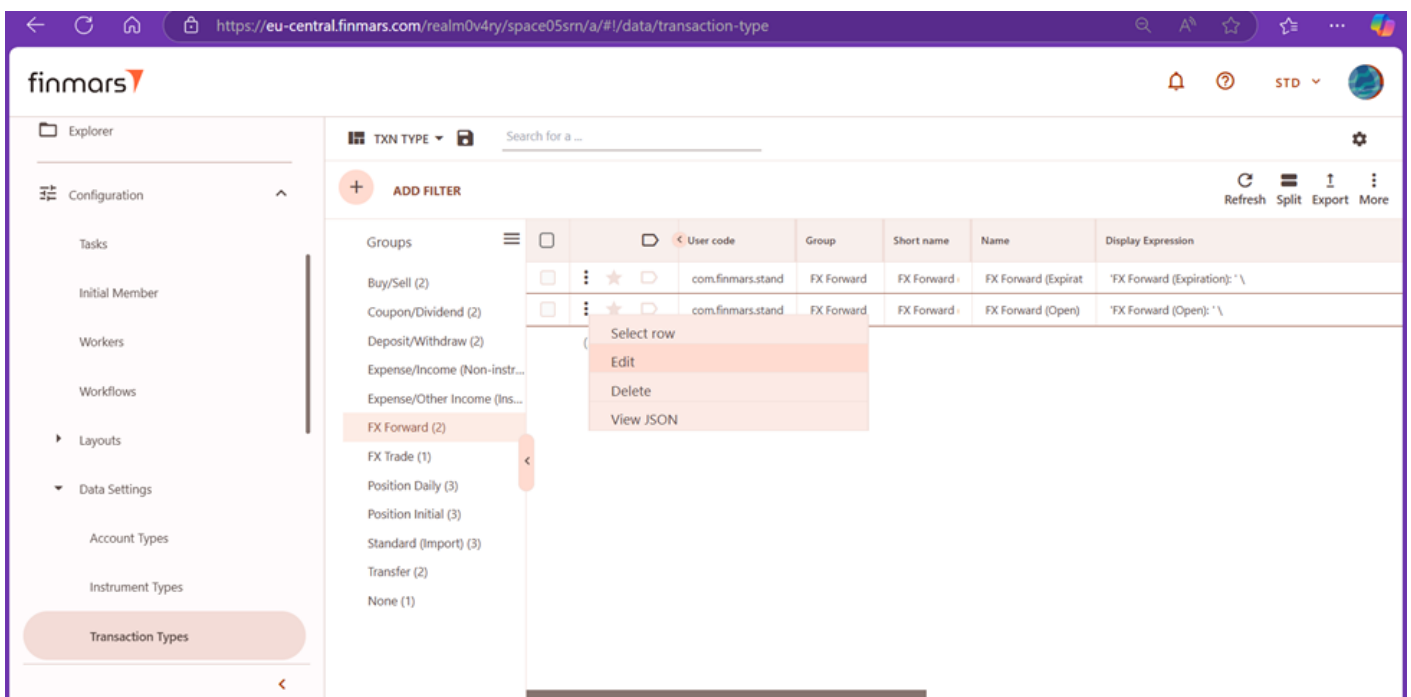 https://eu-central.finmars.com/realm0v4ry/space05srn/a/#!/data/transaction-type
finmars
STD
Explorer
TXN TYPE
Search for a ...
Configuration
ADD FILTER
Refresh Split Export More
Tasks
Initial Member
Workers
Workflows
Layouts
Data Settings
Account Types
Instrument Types
Transaction Types
Groups
Buy/Sell (2)
Coupon/Dividend (2)
Deposit/Withdraw (2)
Expense/Income (Non-instr...
Expense/Other Income (Ins...
FX Forward (2)
FX Trade (1)
Position Daily (3)
Position Initial (3)
Standard (Import) (3)
Transfer (2)
None (1)
User code Group Short name Name Display Expression
com.finmars.stand FX Forward FX Forward FX Forward (Expirat 'FX Forward (Expiration): ' \
com.finmars.stand FX Forward FX Forward FX Forward (Open) 'FX Forward (Open): ' \
(
Select row
Edit
Delete
View JSON